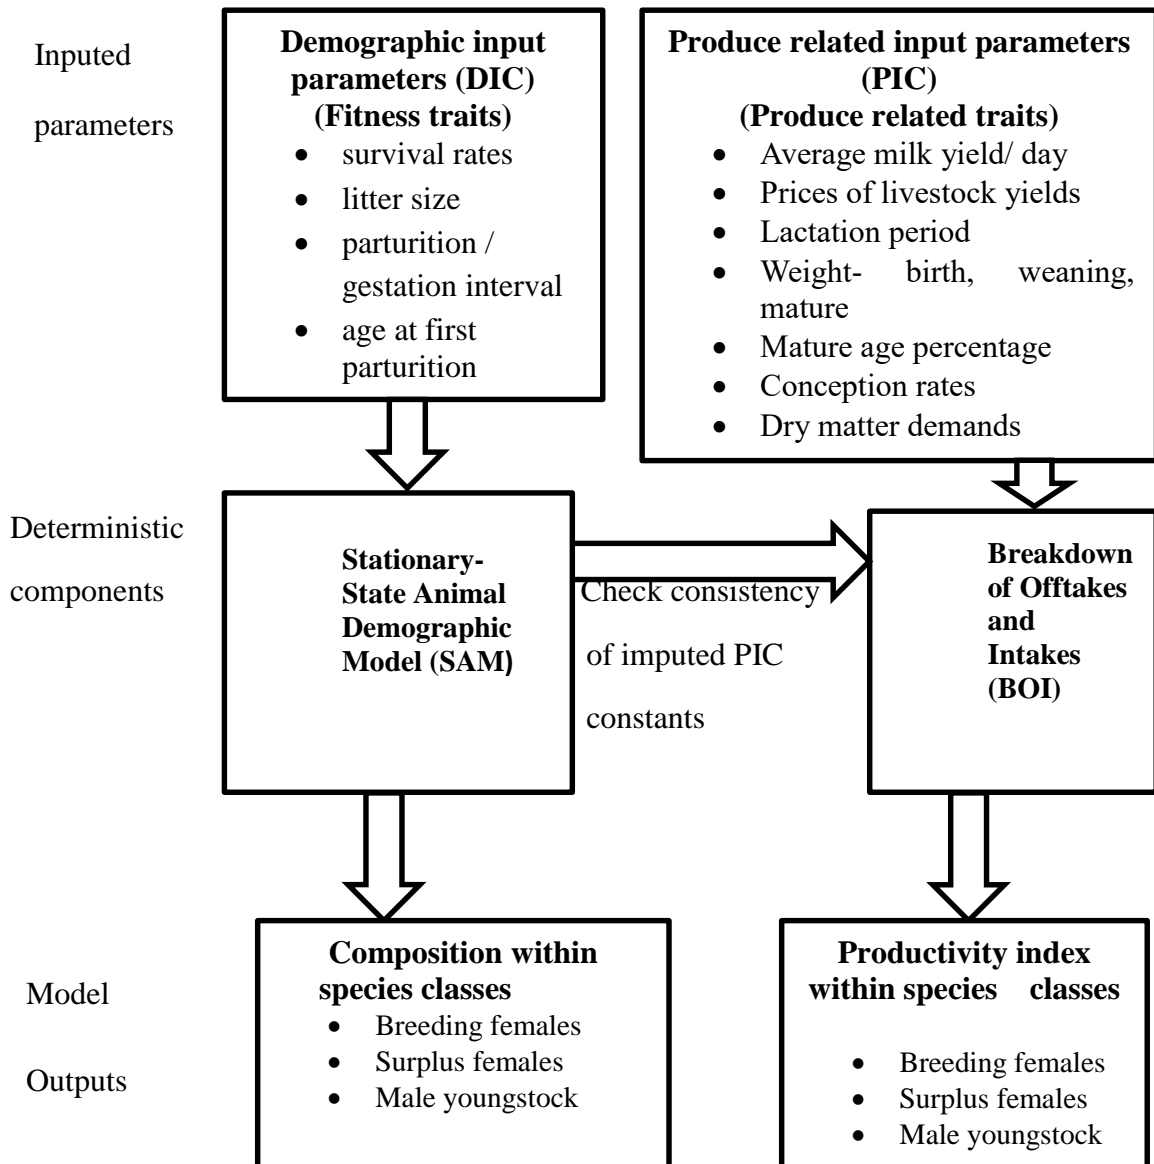 Inputed
parameters
Demographic input
parameters (DIC)
(Fitness traits)
• survival rates
• litter size
• parturition /
gestation interval
• age at first
parturition
Produce related input parameters
(PIC)
(Produce related traits)
• Average milk yield/ day
• Prices of livestock yields
• Lactation period
• Weight- birth, weaning,
mature
• Mature age percentage
• Conception rates
• Dry matter demands
Deterministic
components
Stationary-
State Animal
Demographic
Model (SAM)
Check consistency
of imputed PIC
constants
Breakdown
of Offtakes
and
Intakes
(BOI)
Model
Outputs
Composition within
species classes
• Breeding females
• Surplus females
• Male youngstock
Productivity index
within species classes
• Breeding females
• Surplus females
• Male youngstock